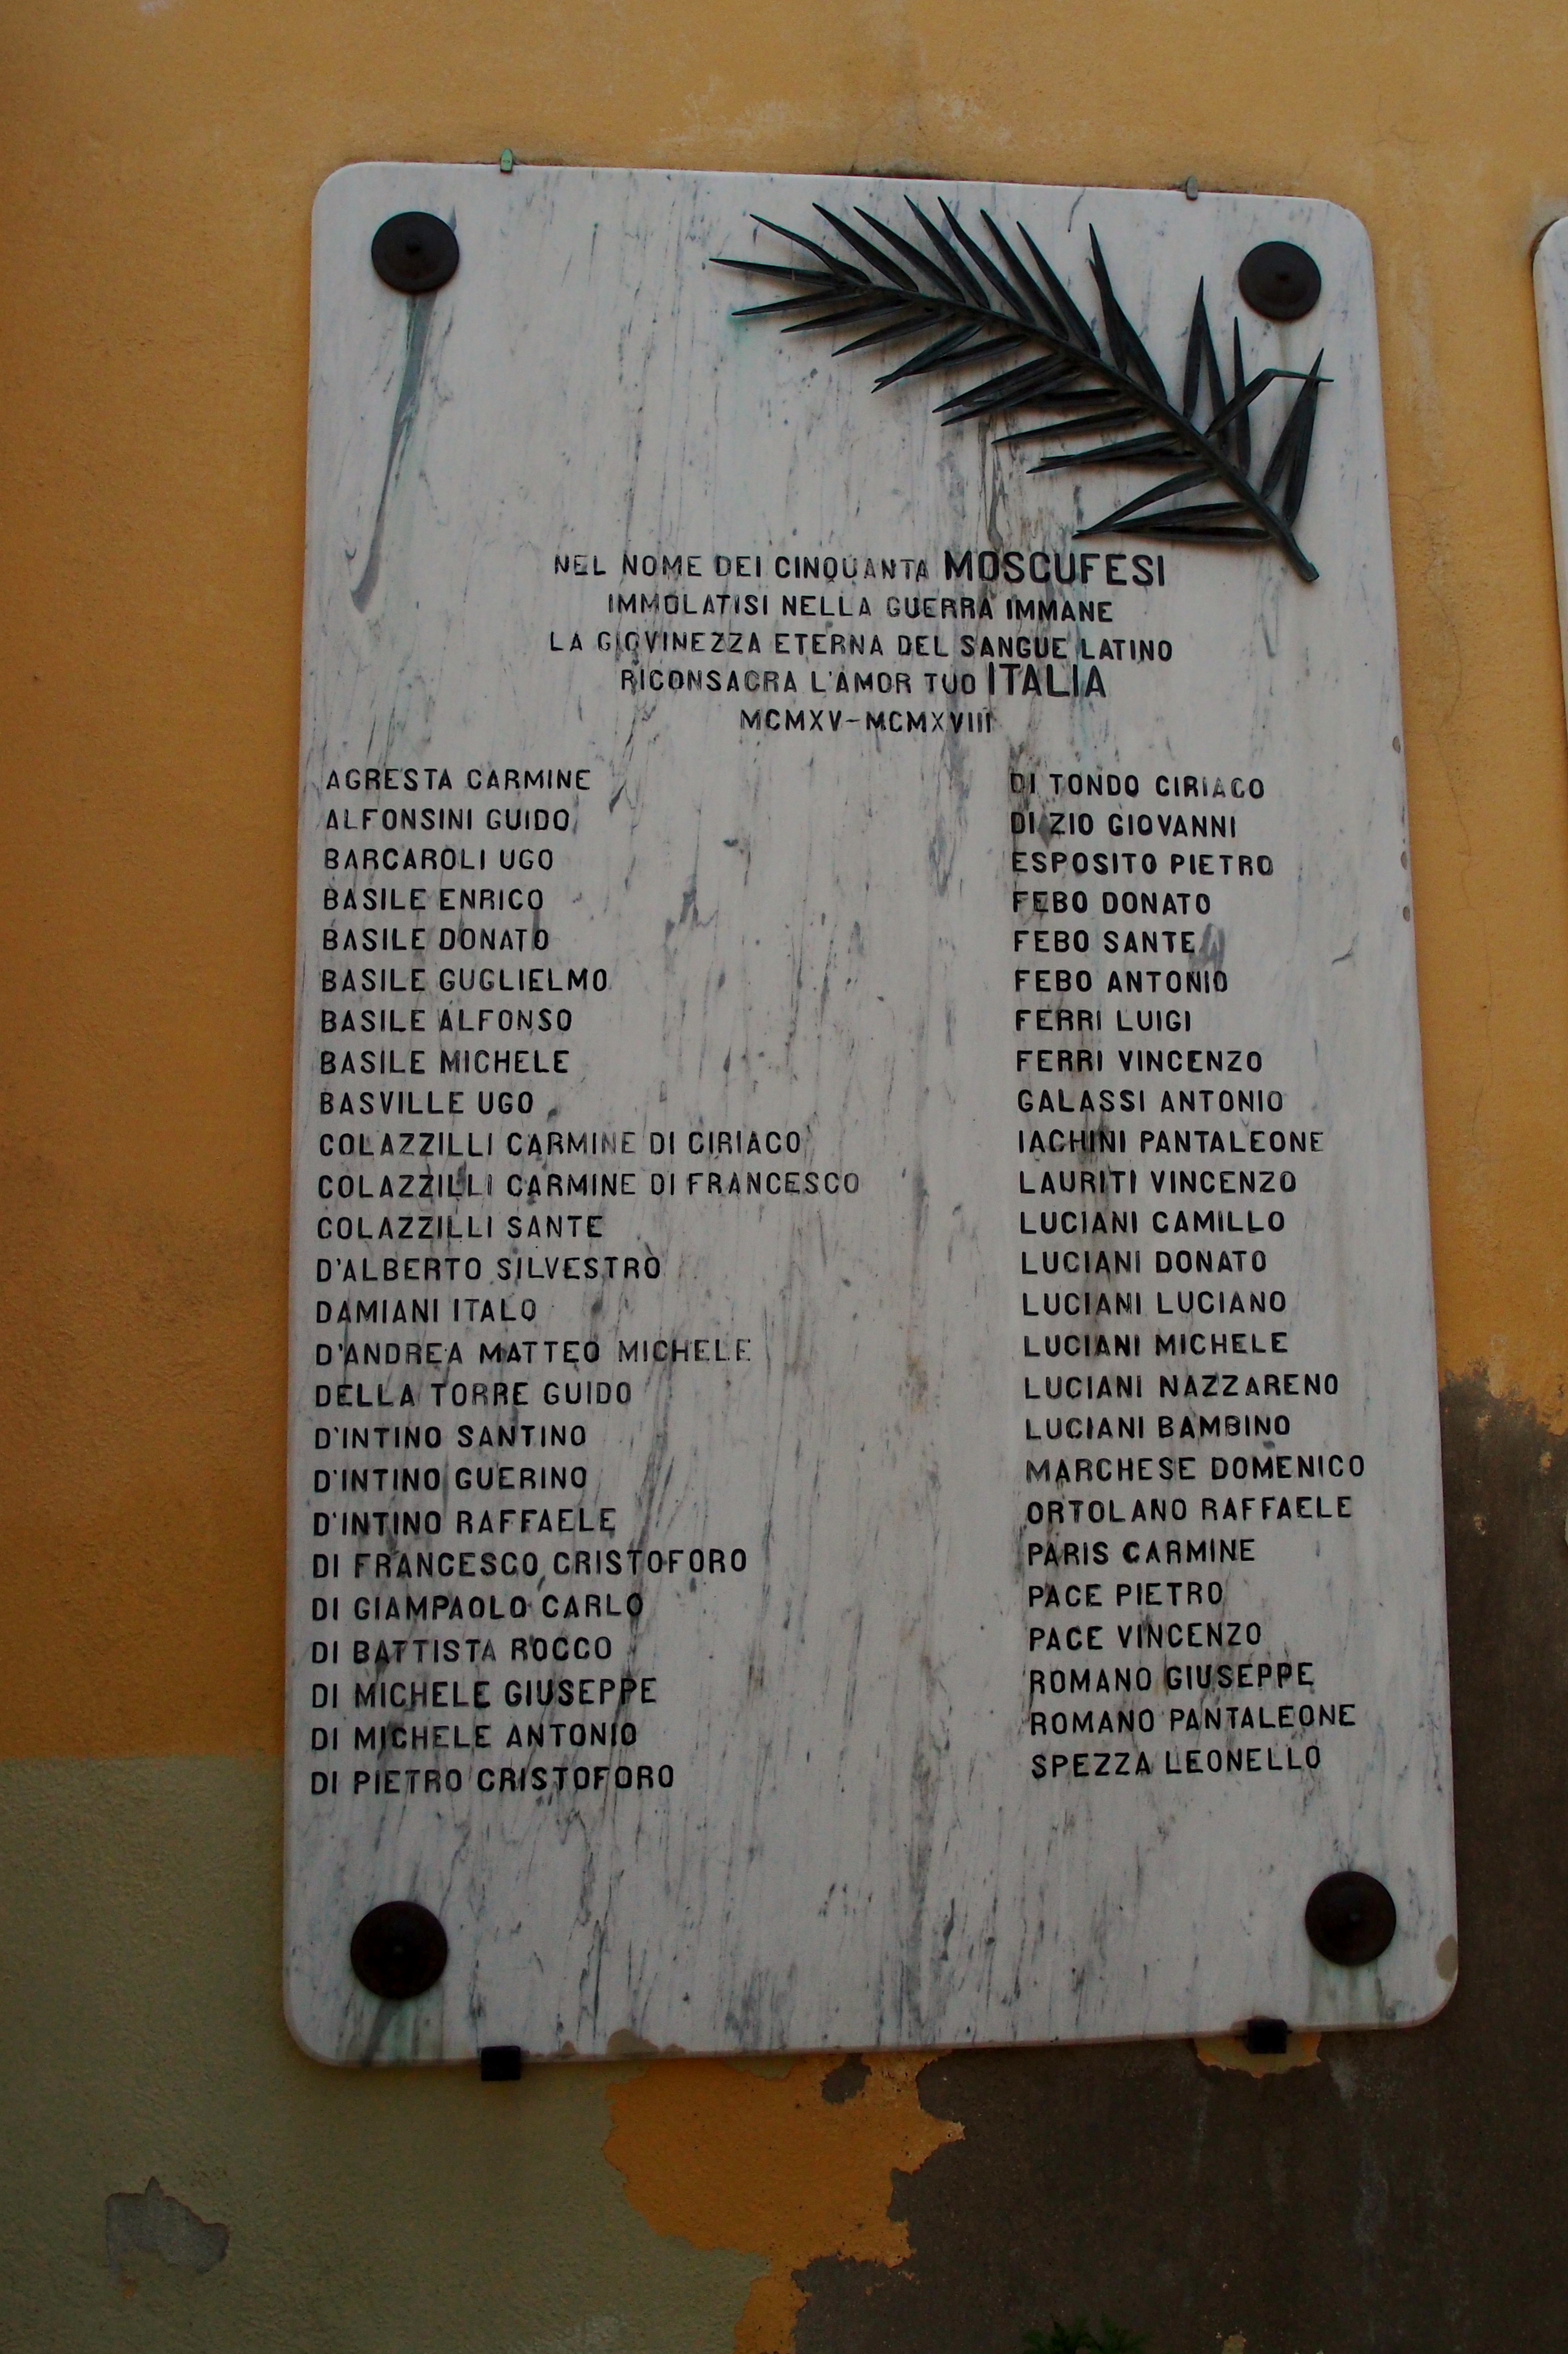 NEL NOME DEI CINQUANTA MOSCUFESI
IMMOLATISI NELLA GUERRA IMMANE
LA GIOVINEZZA ETERNA DEL SANGUE LATINO
RICONSACRA L'AMOR TUO ITALIA
MCMXV-MCMXVIII
AGRESTA CARMINE
ALFONSINI GUIDO
BARCAROLI UGO
BASILE ENRICO
BASILE DONATO
BASILE GUGLIELMO
BASILE ALFONSO
BASILE MICHELE
BASVILLE UGO
COLAZZILLI CARMINE DI CIRIACO
COLAZZILLI CARMINE DI FRANCESCO
COLAZZILLI SANTE
D'ALBERTO SILVESTRO
DAMIANI ITALO
D'ANDREA MATTEO MICHELE
DELLA TORRE GUIDO
D'INTINO SANTINO
D'INTINO GUERINO
D'INTINO RAFFAELE
DI FRANCESCO CRISTOFORO
DI GIAMPAOLO CARLO
DI BATTISTA ROCCO
DI MICHELE GIUSEPPE
DI MICHELE ANTONIO
DI PIETRO CRISTOFORO
DI TONDO CIRIACO
DI ZIO GIOVANNI
ESPOSITO PIETRO
FEBO DONATO
FEBO SANTE
FEBO ANTONIO
FERRI LUIGI
FERRI VINCENZO
GALASSI ANTONIO
IACHINI PANTALEONE
LAURITI VINCENZO
LUCIANI CAMILLO
LUCIANI DONATO
LUCIANI LUCIANO
LUCIANI MICHELE
LUCIANI NAZZARENO
LUCIANI BAMBINO
MARCHESE DOMENICO
ORTOLANO RAFFAELE
PARIS CARMINE
PACE PIETRO
PACE VINCENZO
ROMANO GIUSEPPE
ROMANO PANTALEONE
SPEZZA LEONELLO